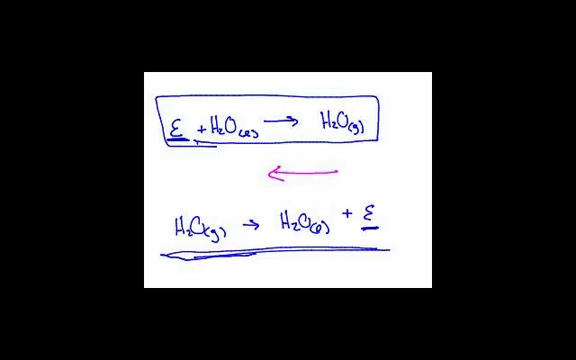 E + H₂O(l) → H₂O(g)
←
H₂O(g) → H₂O(l) + E